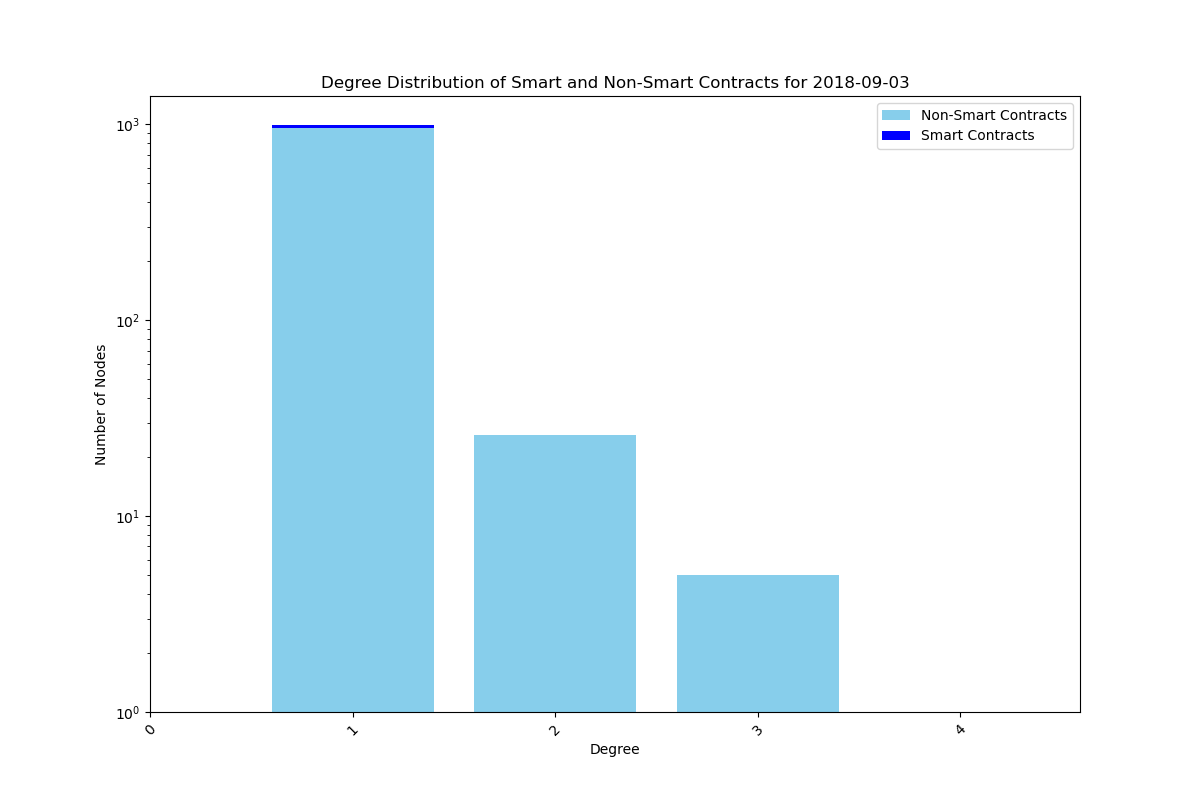 Degree Distribution of Smart and Non-Smart Contracts for 2018-09-03
Non-Smart Contracts
Smart Contracts
Number of Nodes
10³
10²
10¹
10⁰
0
1
2
3
4
Degree